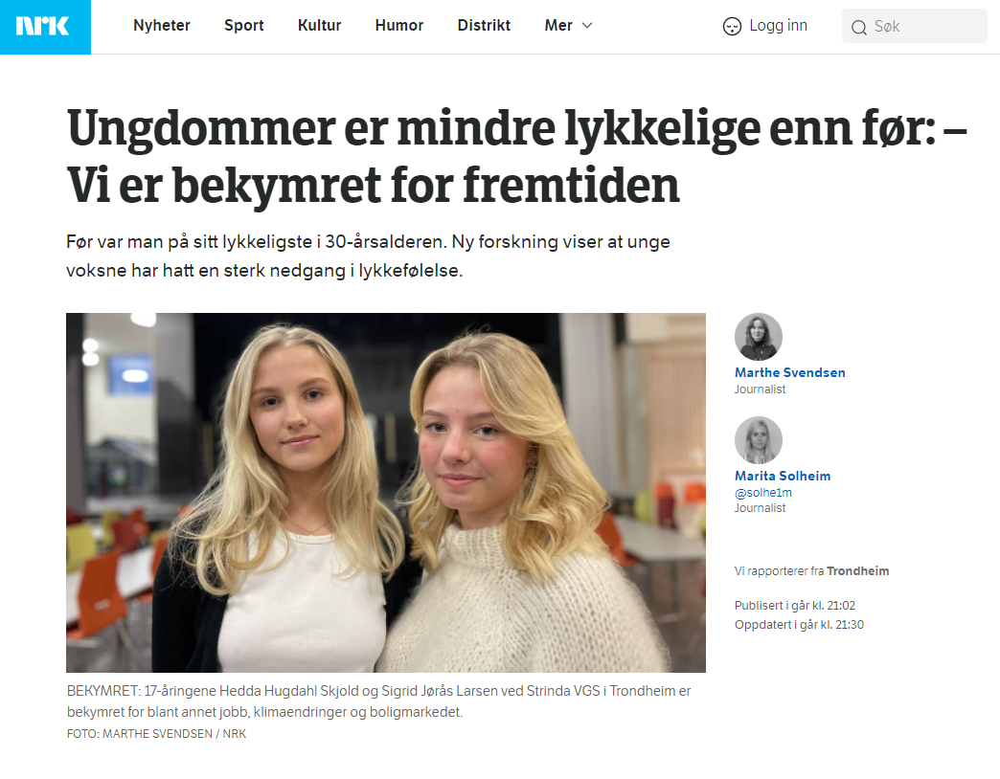 NRK
Nyheter Sport Kultur Humor Distrikt Mer Logg inn Søk
Ungdommer er mindre lykkelige enn før: –
Vi er bekymret for fremtiden
Før var man på sitt lykkeligste i 30-årsalderen. Ny forskning viser at unge
voksne har hatt en sterk nedgang i lykkefølelse.
Marthe Svendsen
Journalist
Marita Sølheim
@solhe1m
Journalist
Vi rapporterer fra Trondheim
Publisert i går kl. 21:02
Oppdatert i går kl. 21:30
BEKYMRET: 17-åringene Hedda Hugdahl Skjold og Sigrid Jørås Larsen ved Strinda VGS i Trondheim er
bekymret for blant annet jobb, klimaendringer og boligmarkedet.
FOTO: MARTHE SVENDSEN / NRK